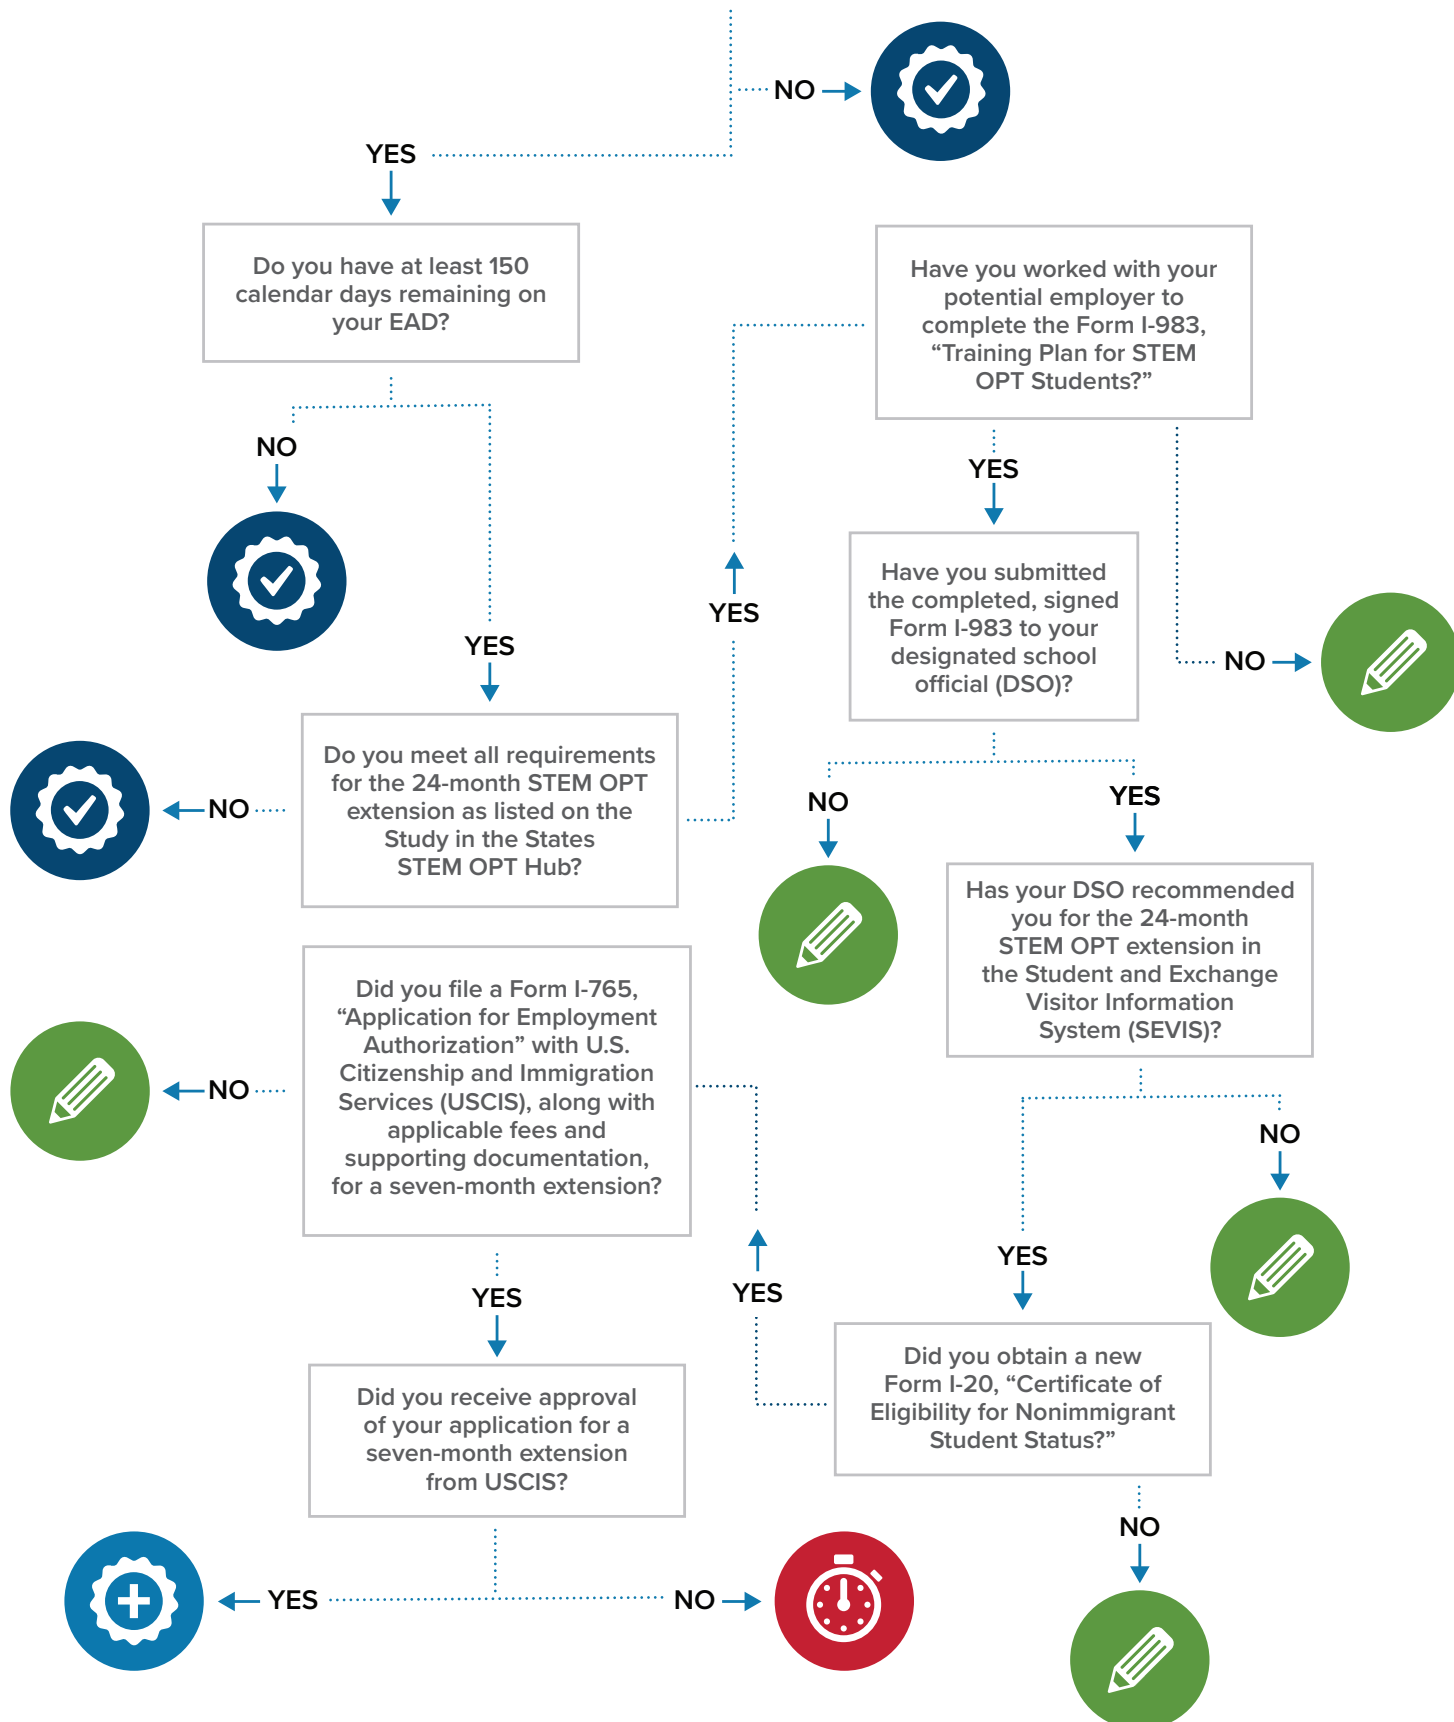 NO
YES
Do you have at least 150
calendar days remaining on
your EAD?
NO
YES
Do you meet all requirements
for the 24-month STEM OPT
extension as listed on the
Study in the States
STEM OPT Hub?
NO
YES
Have you worked with your
potential employer to
complete the Form I-983,
“Training Plan for STEM
OPT Students?”
YES
NO
Have you submitted
the completed, signed
Form I-983 to your
designated school
official (DSO)?
NO
YES
Has your DSO recommended
you for the 24-month
STEM OPT extension in
the Student and Exchange
Visitor Information
System (SEVIS)?
NO
YES
Did you obtain a new
Form I-20, “Certificate of
Eligibility for Nonimmigrant
Student Status?”
NO
YES
Did you file a Form I-765,
“Application for Employment
Authorization” with U.S.
Citizenship and Immigration
Services (USCIS), along with
applicable fees and
supporting documentation,
for a seven-month extension?
NO
YES
Did you receive approval
of your application for a
seven-month extension
from USCIS?
YES
NO